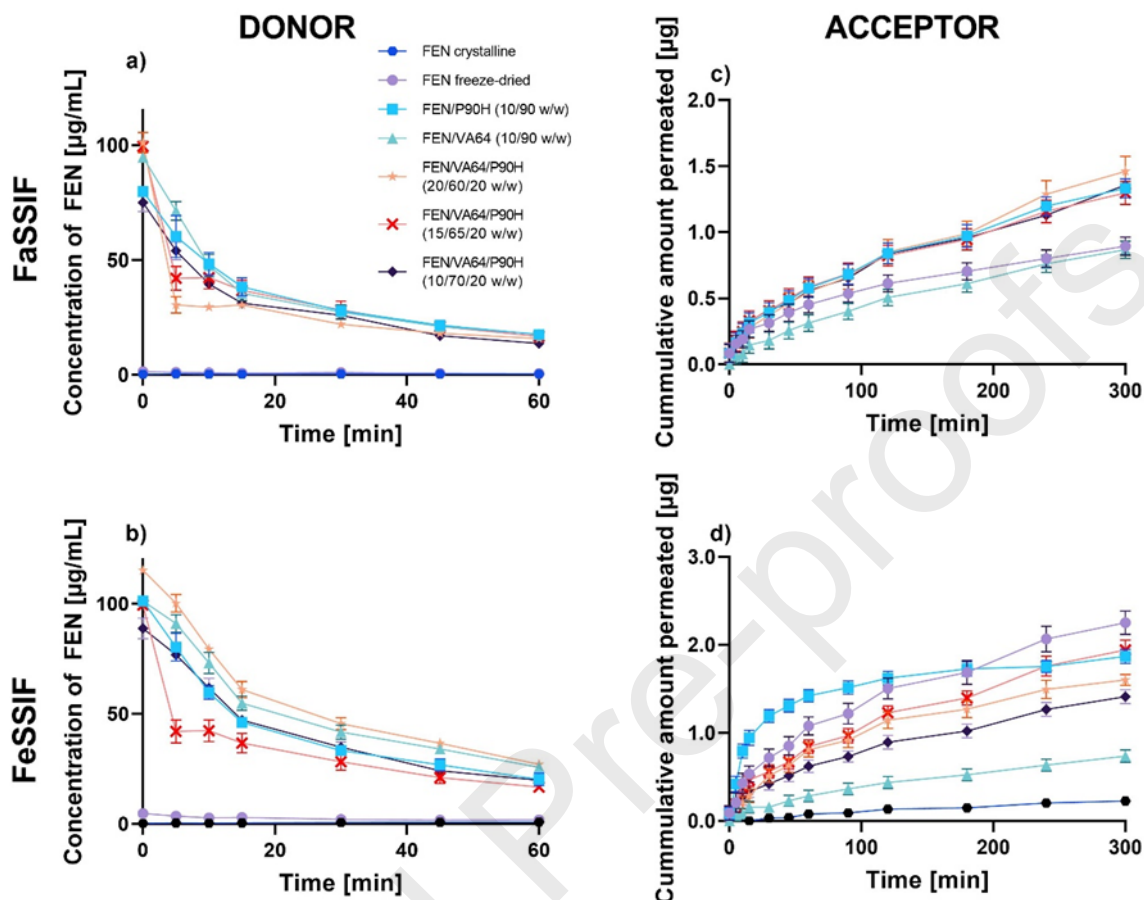 DONOR
ACCEPTOR
FaSSIF
a)
Concentration of FEN [µg/mL]
100
50
0
0
20
40
60
Time [min]
FEN crystalline
FEN freeze-dried
FEN/P90H (10/90 w/w)
FEN/VA64 (10/90 w/w)
FEN/VA64/P90H
(20/60/20 w/w)
FEN/VA64/P90H
(15/65/20 w/w)
FEN/VA64/P90H
(10/70/20 w/w)
c)
Cummulative amount permeated [µg]
2.0
1.5
1.0
0.5
0.0
0
100
200
300
Time [min]
FeSSIF
b)
Concentration of FEN [µg/mL]
100
50
0
0
20
40
60
Time [min]
d)
Cummulative amount permeated [µg]
3.0
2.0
1.0
0.0
0
100
200
300
Time [min]
Pre-proofs